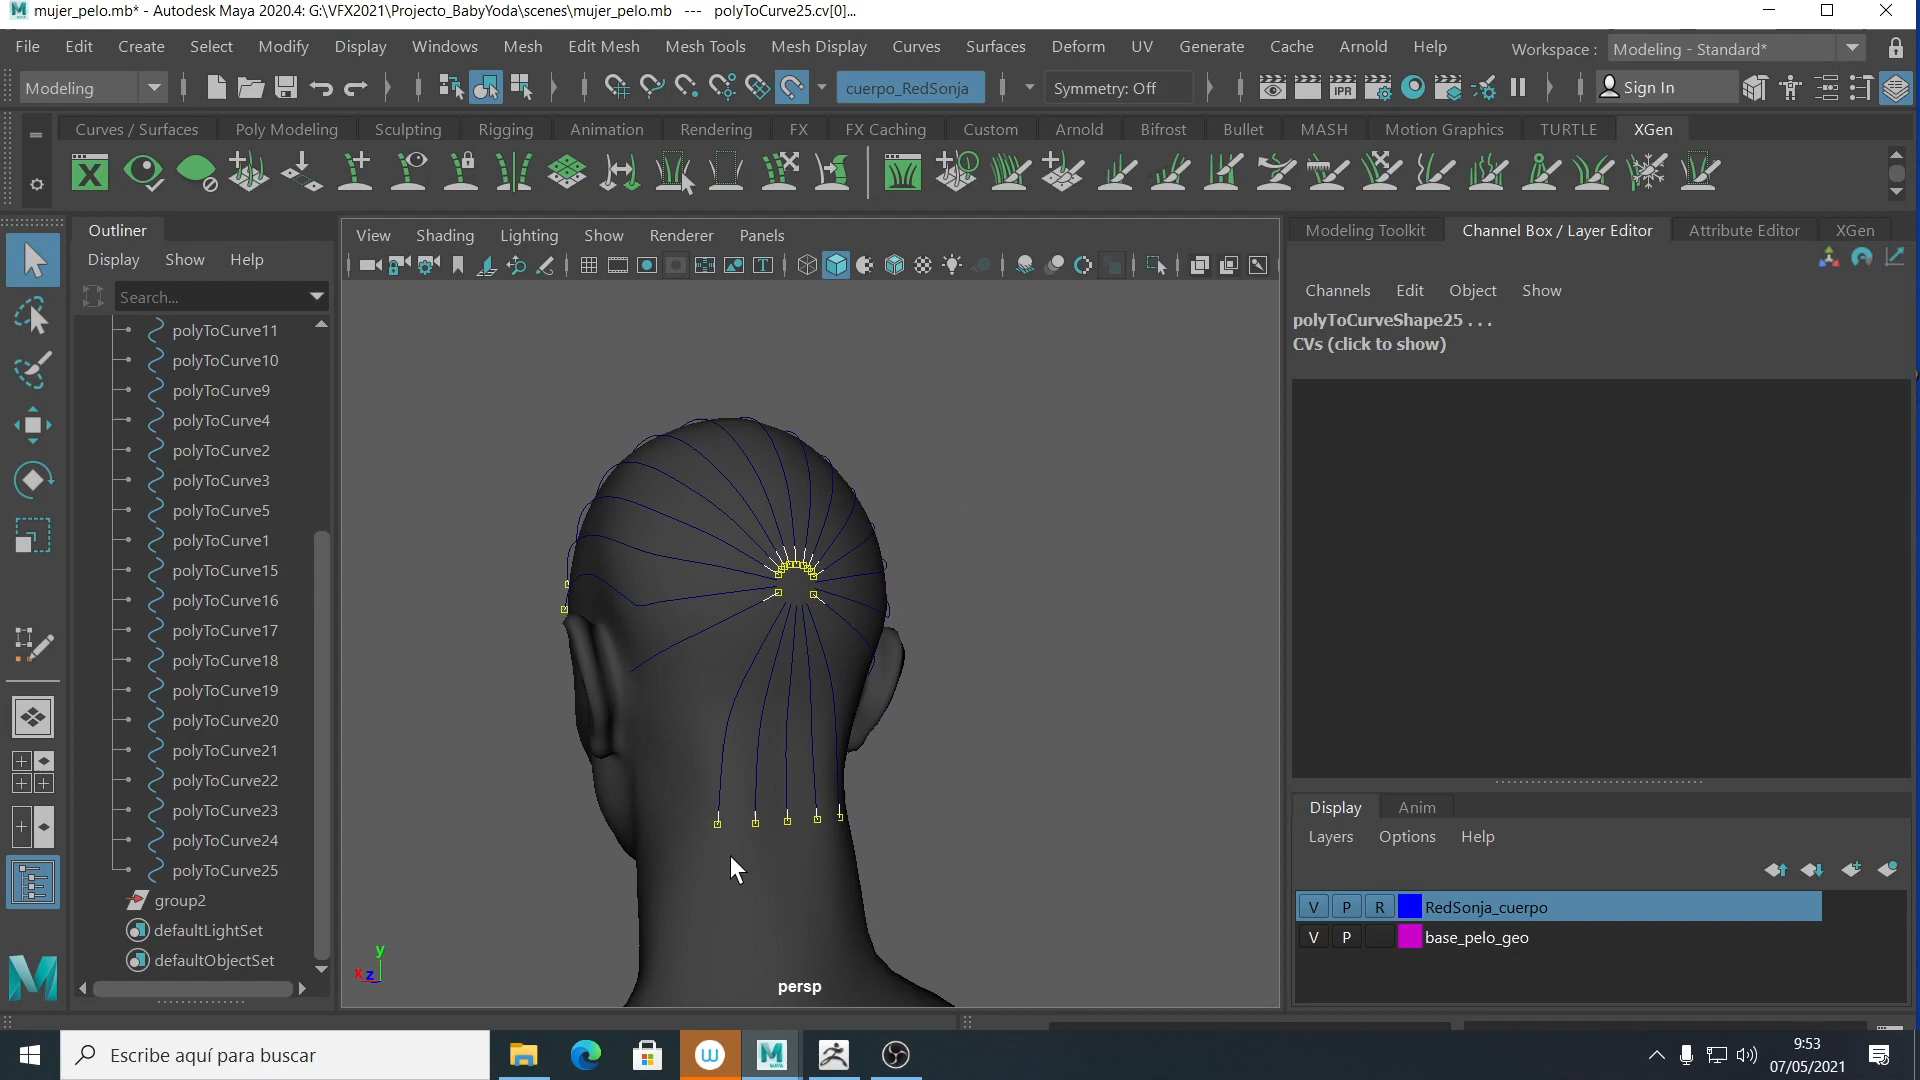 mujer_pelo.mb* - Autodesk Maya 2020.4: G:\VFX2021\Projecto_BabyYoda\scenes\mujer_pelo.mb --- polyToCurve25.cv[0]...
File Edit Create Select Modify Display Windows Mesh Edit Mesh Mesh Tools Mesh Display Curves Surfaces Deform UV Generate Cache Arnold Help Workspace : Modeling - Standard*
Modeling cuerpo_RedSonja Symmetry: Off IPR Sign In
Curves / Surfaces Poly Modeling Sculpting Rigging Animation Rendering FX FX Caching Custom Arnold Bifrost Bullet MASH Motion Graphics TURTLE XGen
Outliner
Display Show Help
Search...
polyToCurve11
polyToCurve10
polyToCurve9
polyToCurve4
polyToCurve2
polyToCurve3
polyToCurve5
polyToCurve1
polyToCurve15
polyToCurve16
polyToCurve17
polyToCurve18
polyToCurve19
polyToCurve20
polyToCurve21
polyToCurve22
polyToCurve23
polyToCurve24
polyToCurve25
group2
defaultLightSet
defaultObjectSet
View Shading Lighting Show Renderer Panels
y
x z
persp
Modeling Toolkit Channel Box / Layer Editor Attribute Editor XGen
Channels Edit Object Show
polyToCurveShape25 . . .
CVs (click to show)
Display Anim
Layers Options Help
V P R RedSonja_cuerpo
V P base_pelo_geo
Escribe aquí para buscar
9:53
07/05/2021